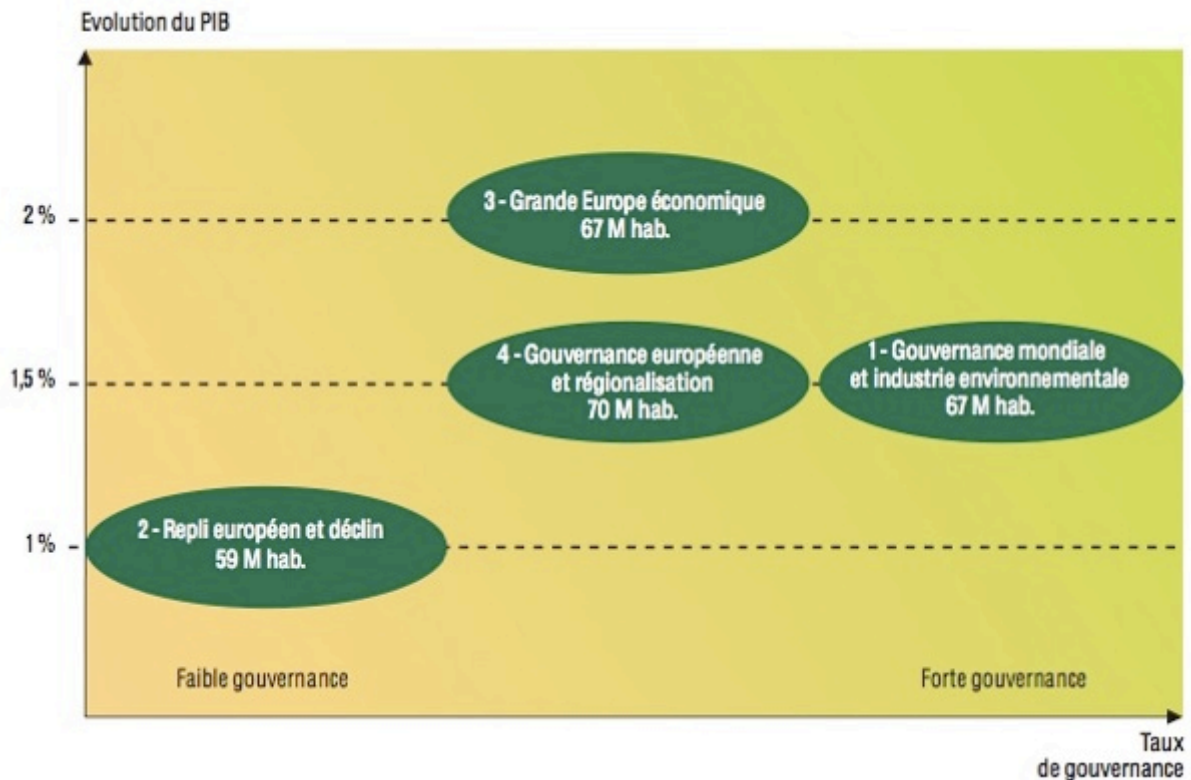 Evolution du PIB
2 %
3 - Grande Europe économique
67 M hab.
1,5 %
4 - Gouvernance européenne
et régionalisation
70 M hab.
1 - Gouvernance mondiale
et industrie environnementale
67 M hab.
1 %
2 - Repli européen et déclin
59 M hab.
Faible gouvernance
Forte gouvernance
Taux
de gouvernance